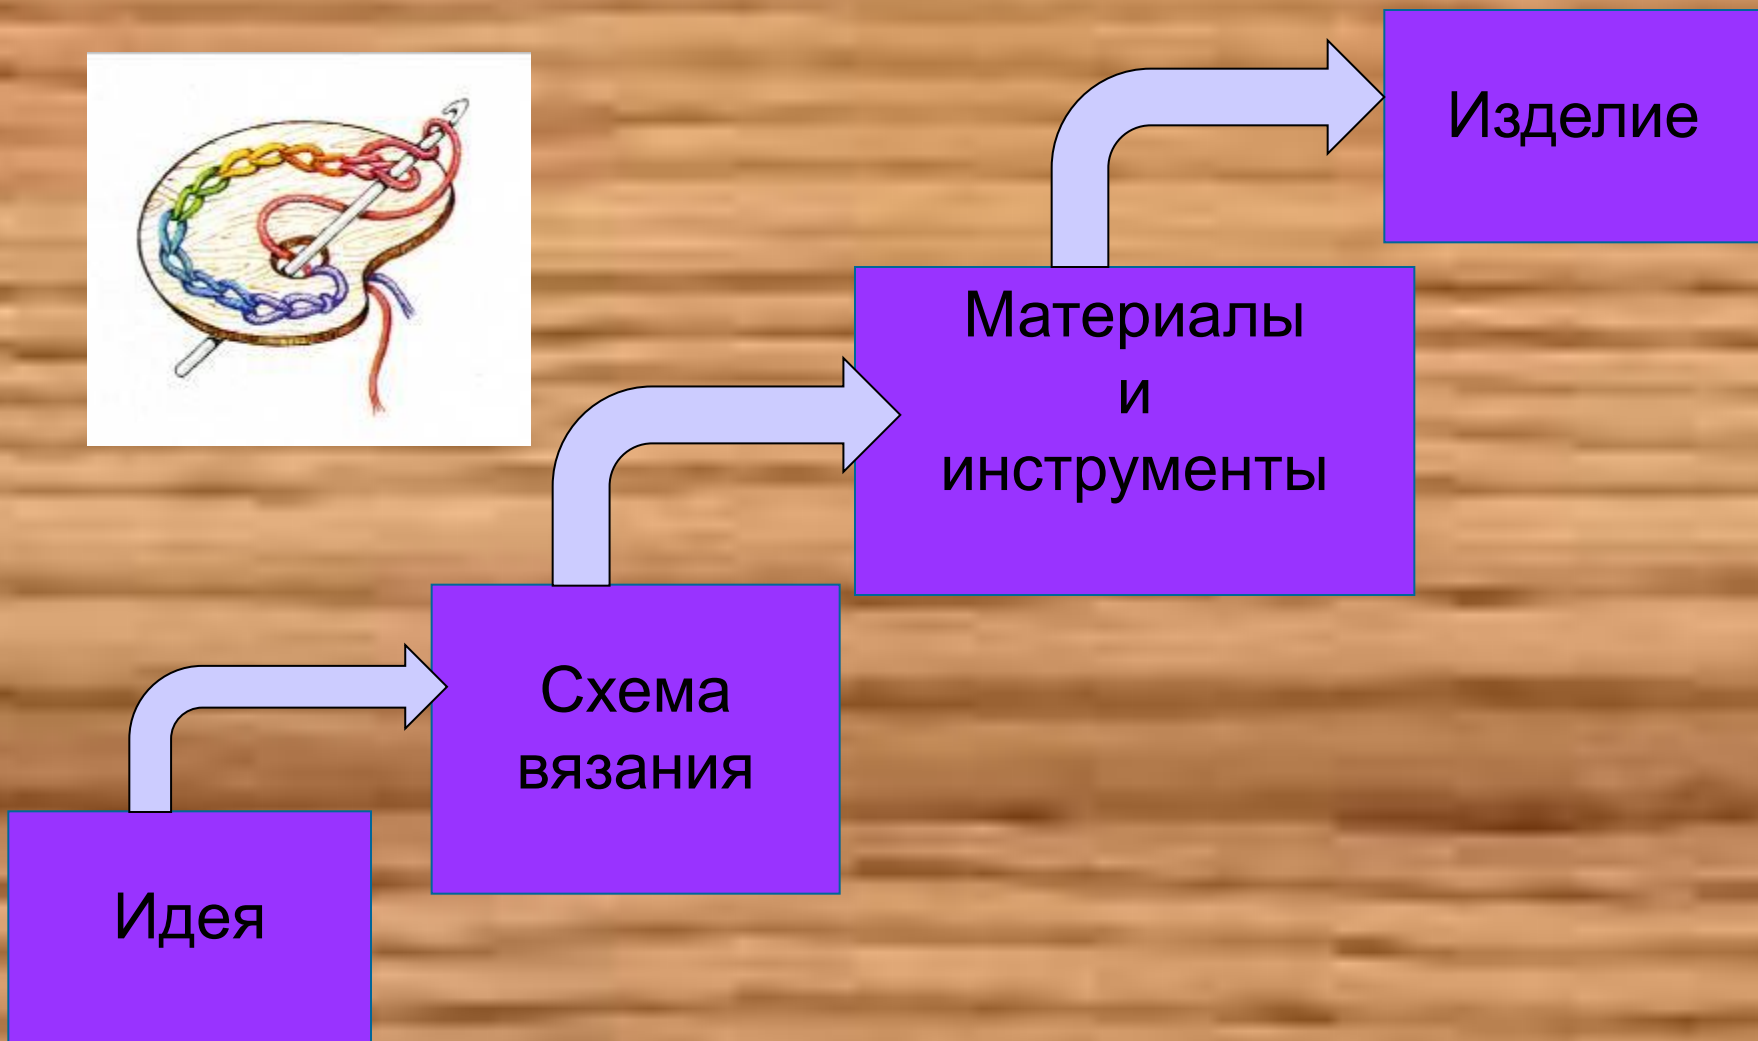 Изделие
Материалы
и
инструменты
Схема
вязания
Идея